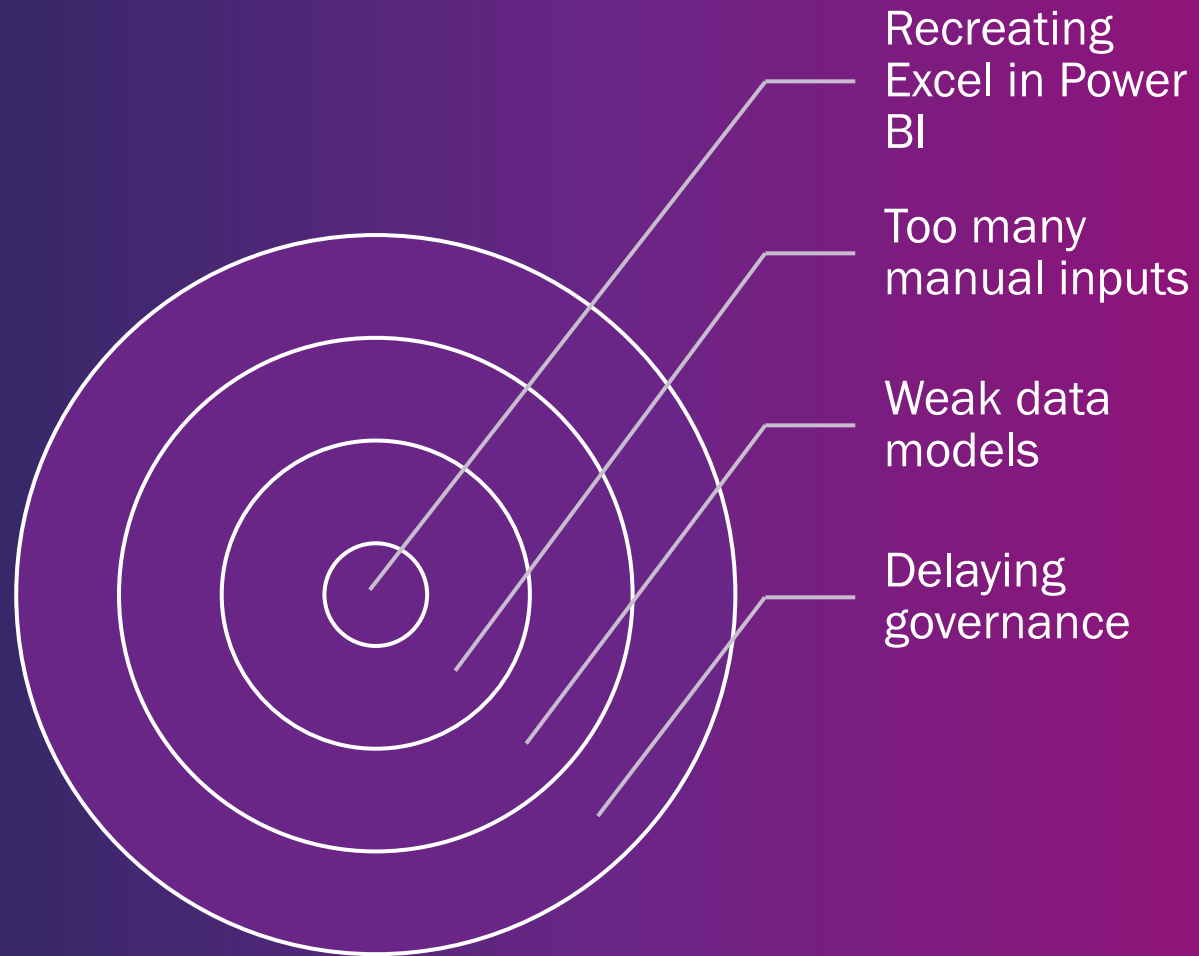 Recreating
Excel in Power
BI
Too many
manual inputs
Weak data
models
Delaying
governance